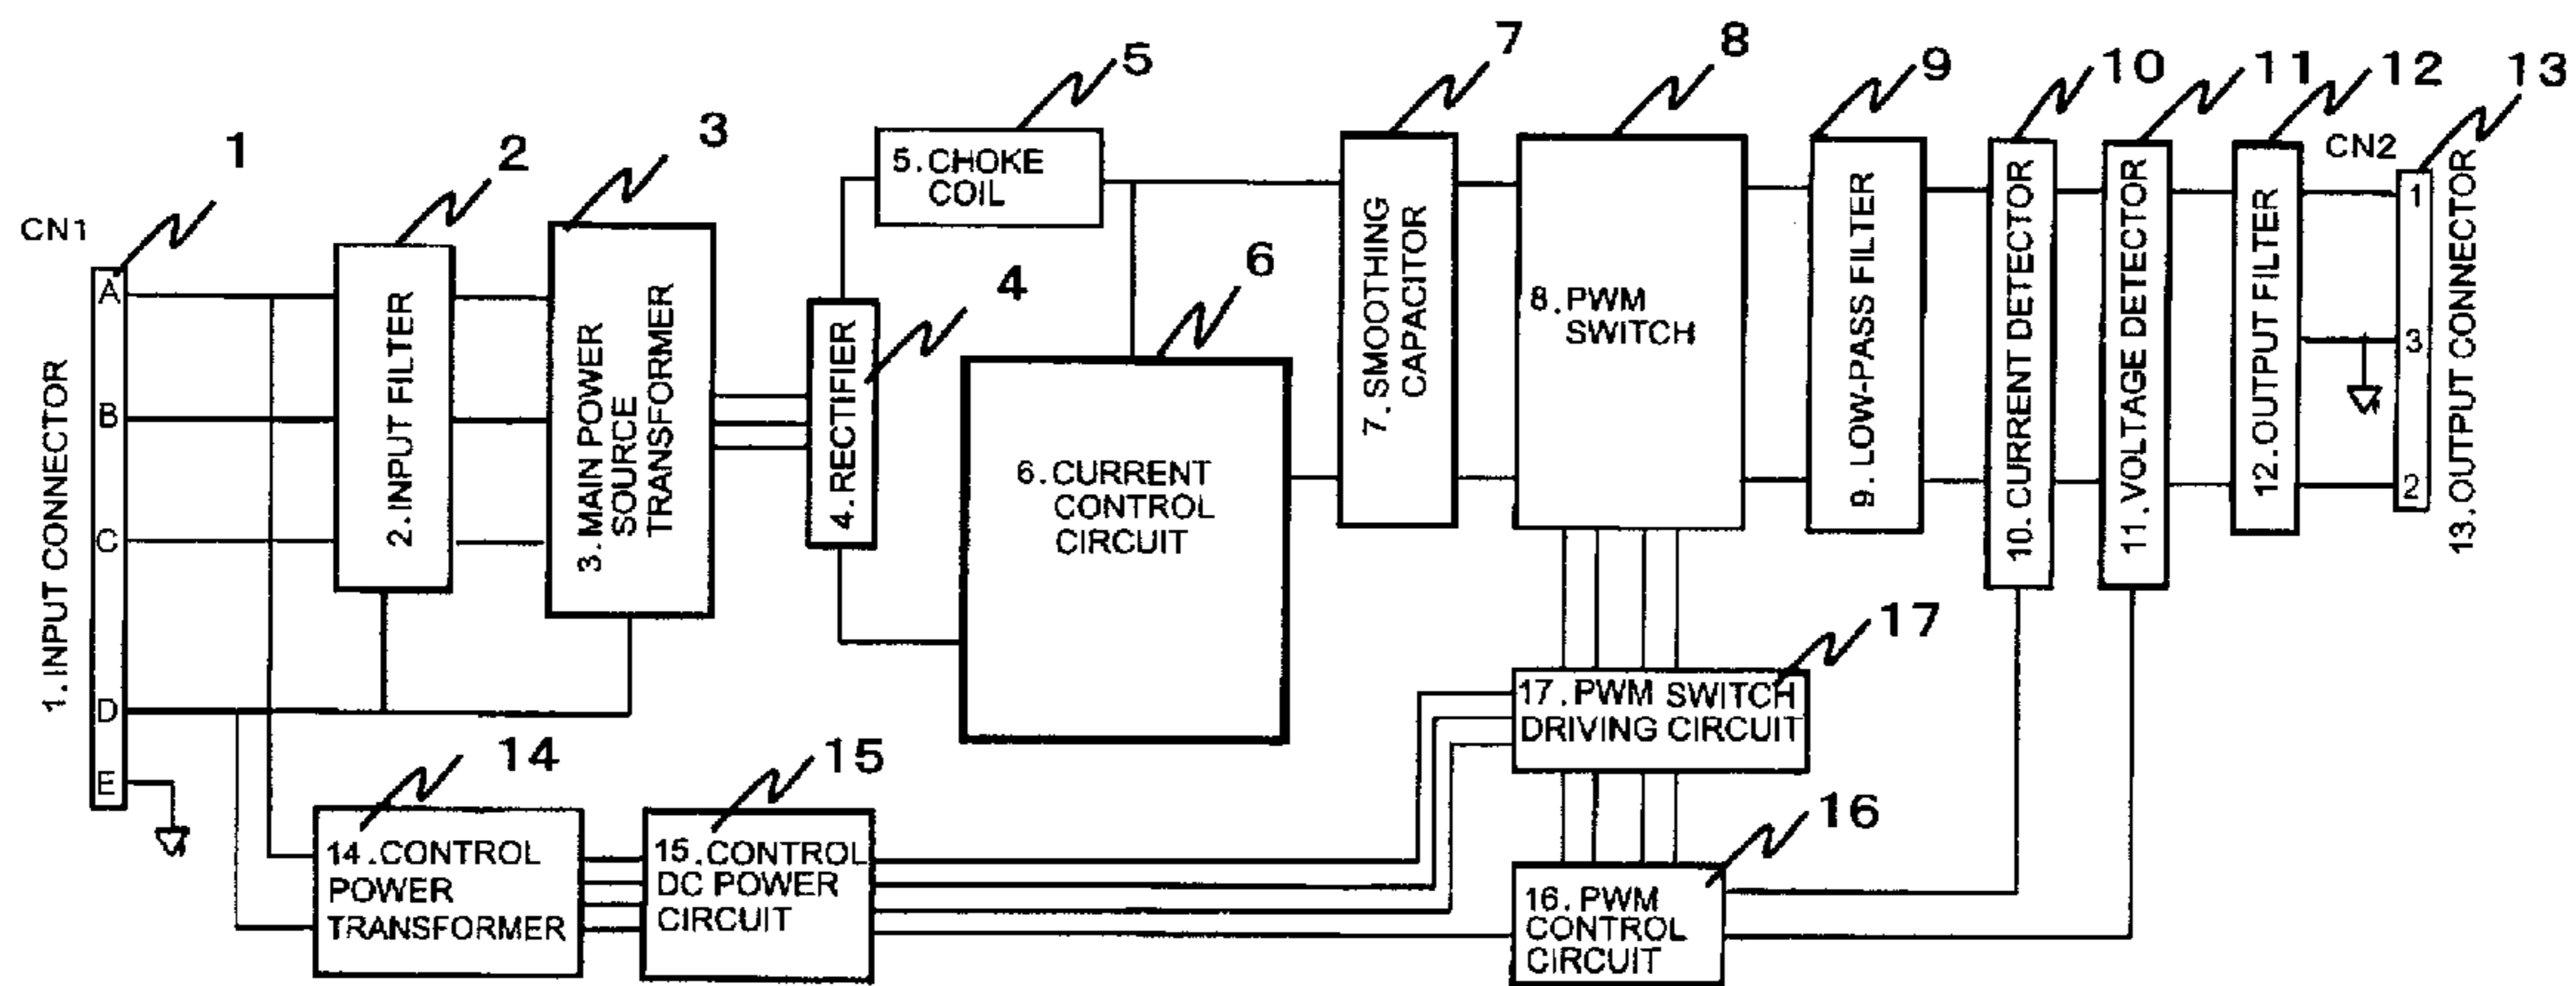 CN1
1
1.INPUT CONNECTOR
A
B
C
D
E
2
2.INPUT FILTER
3
3.MAIN POWER
SOURCE
TRANSFORMER
4
4.RECTIFIER
5
5.CHOKE
COIL
6
6.CURRENT
CONTROL
CIRCUIT
7
7.SMOOTHING
CAPACITOR
8
8.PWM
SWITCH
9
9.LOW-PASS FILTER
10
10.CURRENT DETECTOR
11
11.VOLTAGE DETECTOR
12
12.OUTPUT FILTER
CN2
13
1
3
2
13.OUTPUT CONNECTOR
14
14.CONTROL
POWER
TRANSFORMER
15
15.CONTROL
DC POWER
CIRCUIT
17
17.PWM SWITCH
DRIVING CIRCUIT
16
16.PWM
CONTROL
CIRCUIT